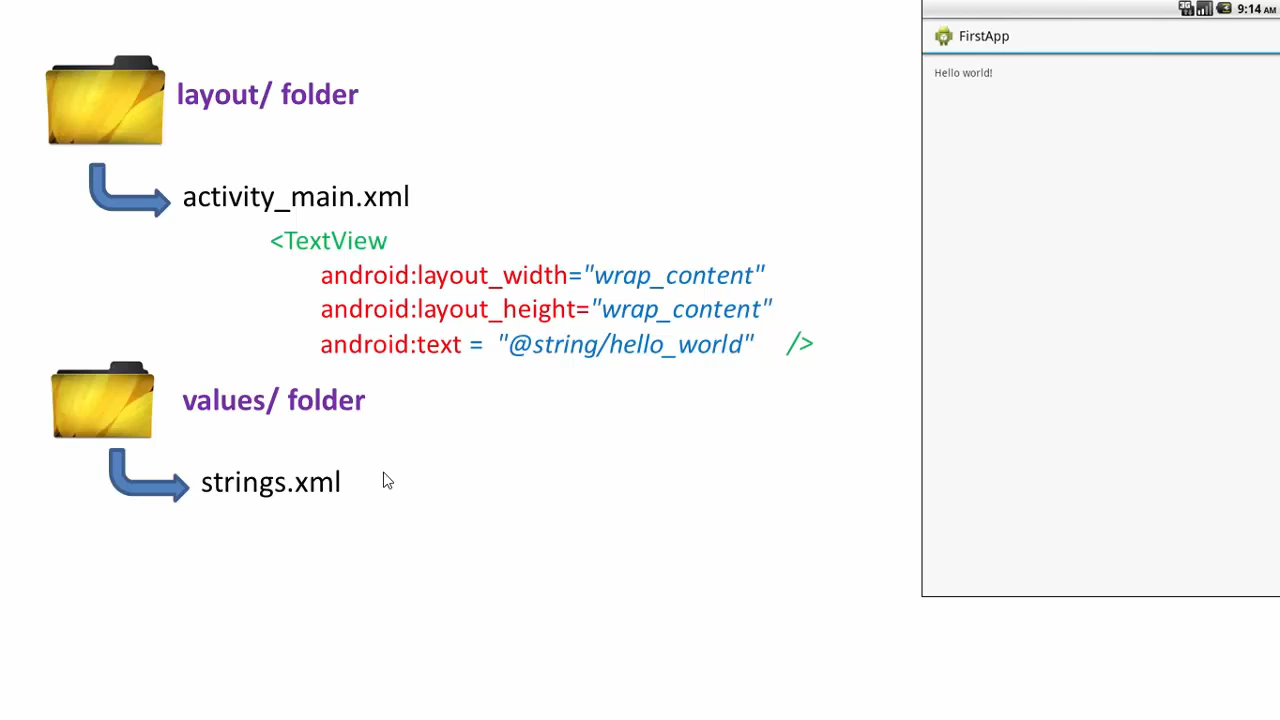 9:14 AM
FirstApp
Hello world!
layout/ folder
activity_main.xml
<TextView
android:layout_width="wrap_content"
android:layout_height="wrap_content"
android:text = "@string/hello_world" />
values/ folder
strings.xml